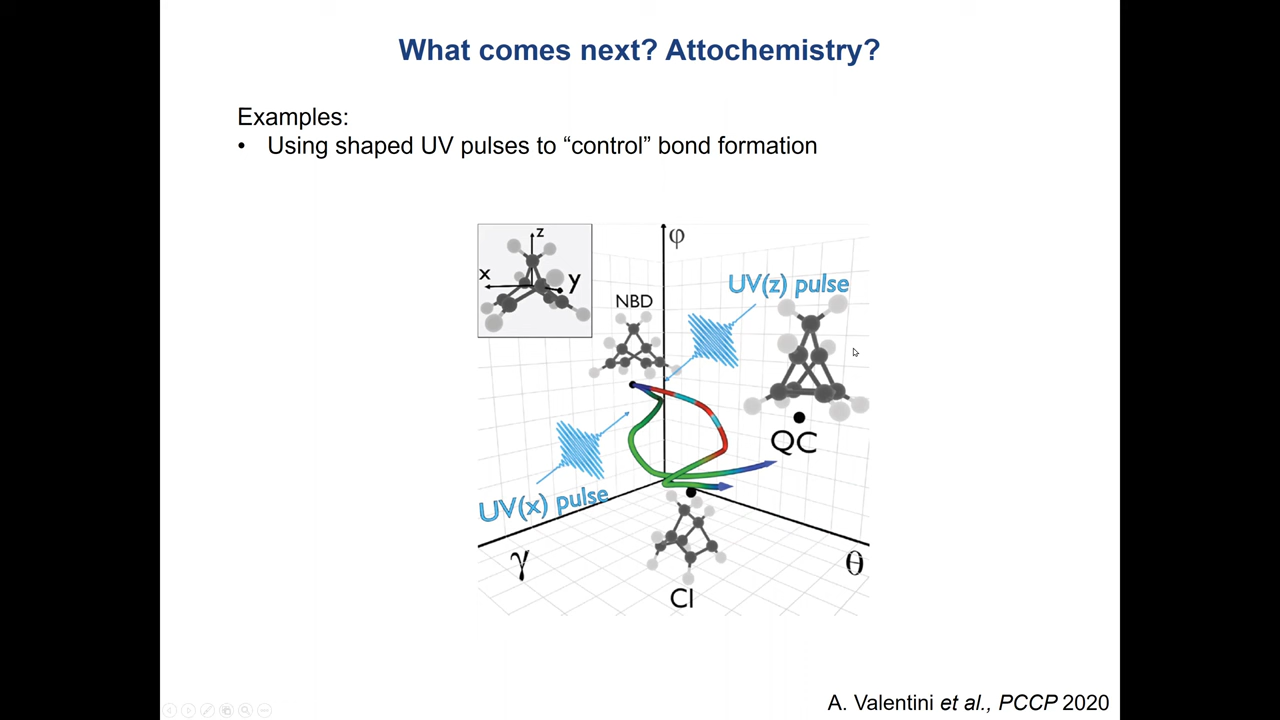 What comes next? Attochemistry?
Examples:
• Using shaped UV pulses to “control” bond formation
z
x
y
φ
NBD
UV(z) pulse
QC
UV(x) pulse
γ
θ
CI
A. Valentini et al., PCCP 2020